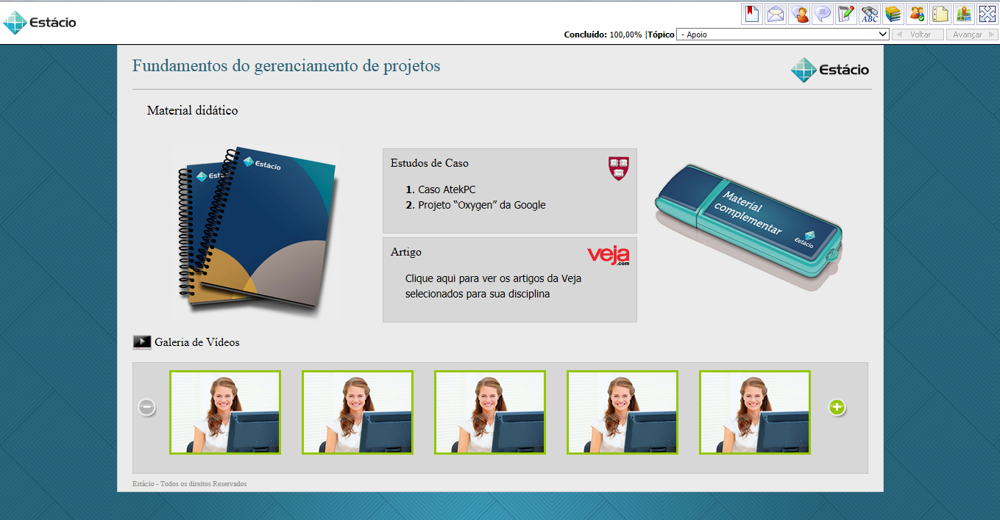 Estácio
ABC
Concluído: 100,00% |Tópico - Apoio Voltar Avançar
Fundamentos do gerenciamento de projetos
Estácio
Material didático
Estácio
Estudos de Caso
1. Caso AtekPC
2. Projeto “Oxygen” da Google
Material
complementar
Estácio
Artigo
veja
.com
Clique aqui para ver os artigos da Veja
selecionados para sua disciplina
Galeria de Vídeos
Estácio - Todos os direitos Reservados